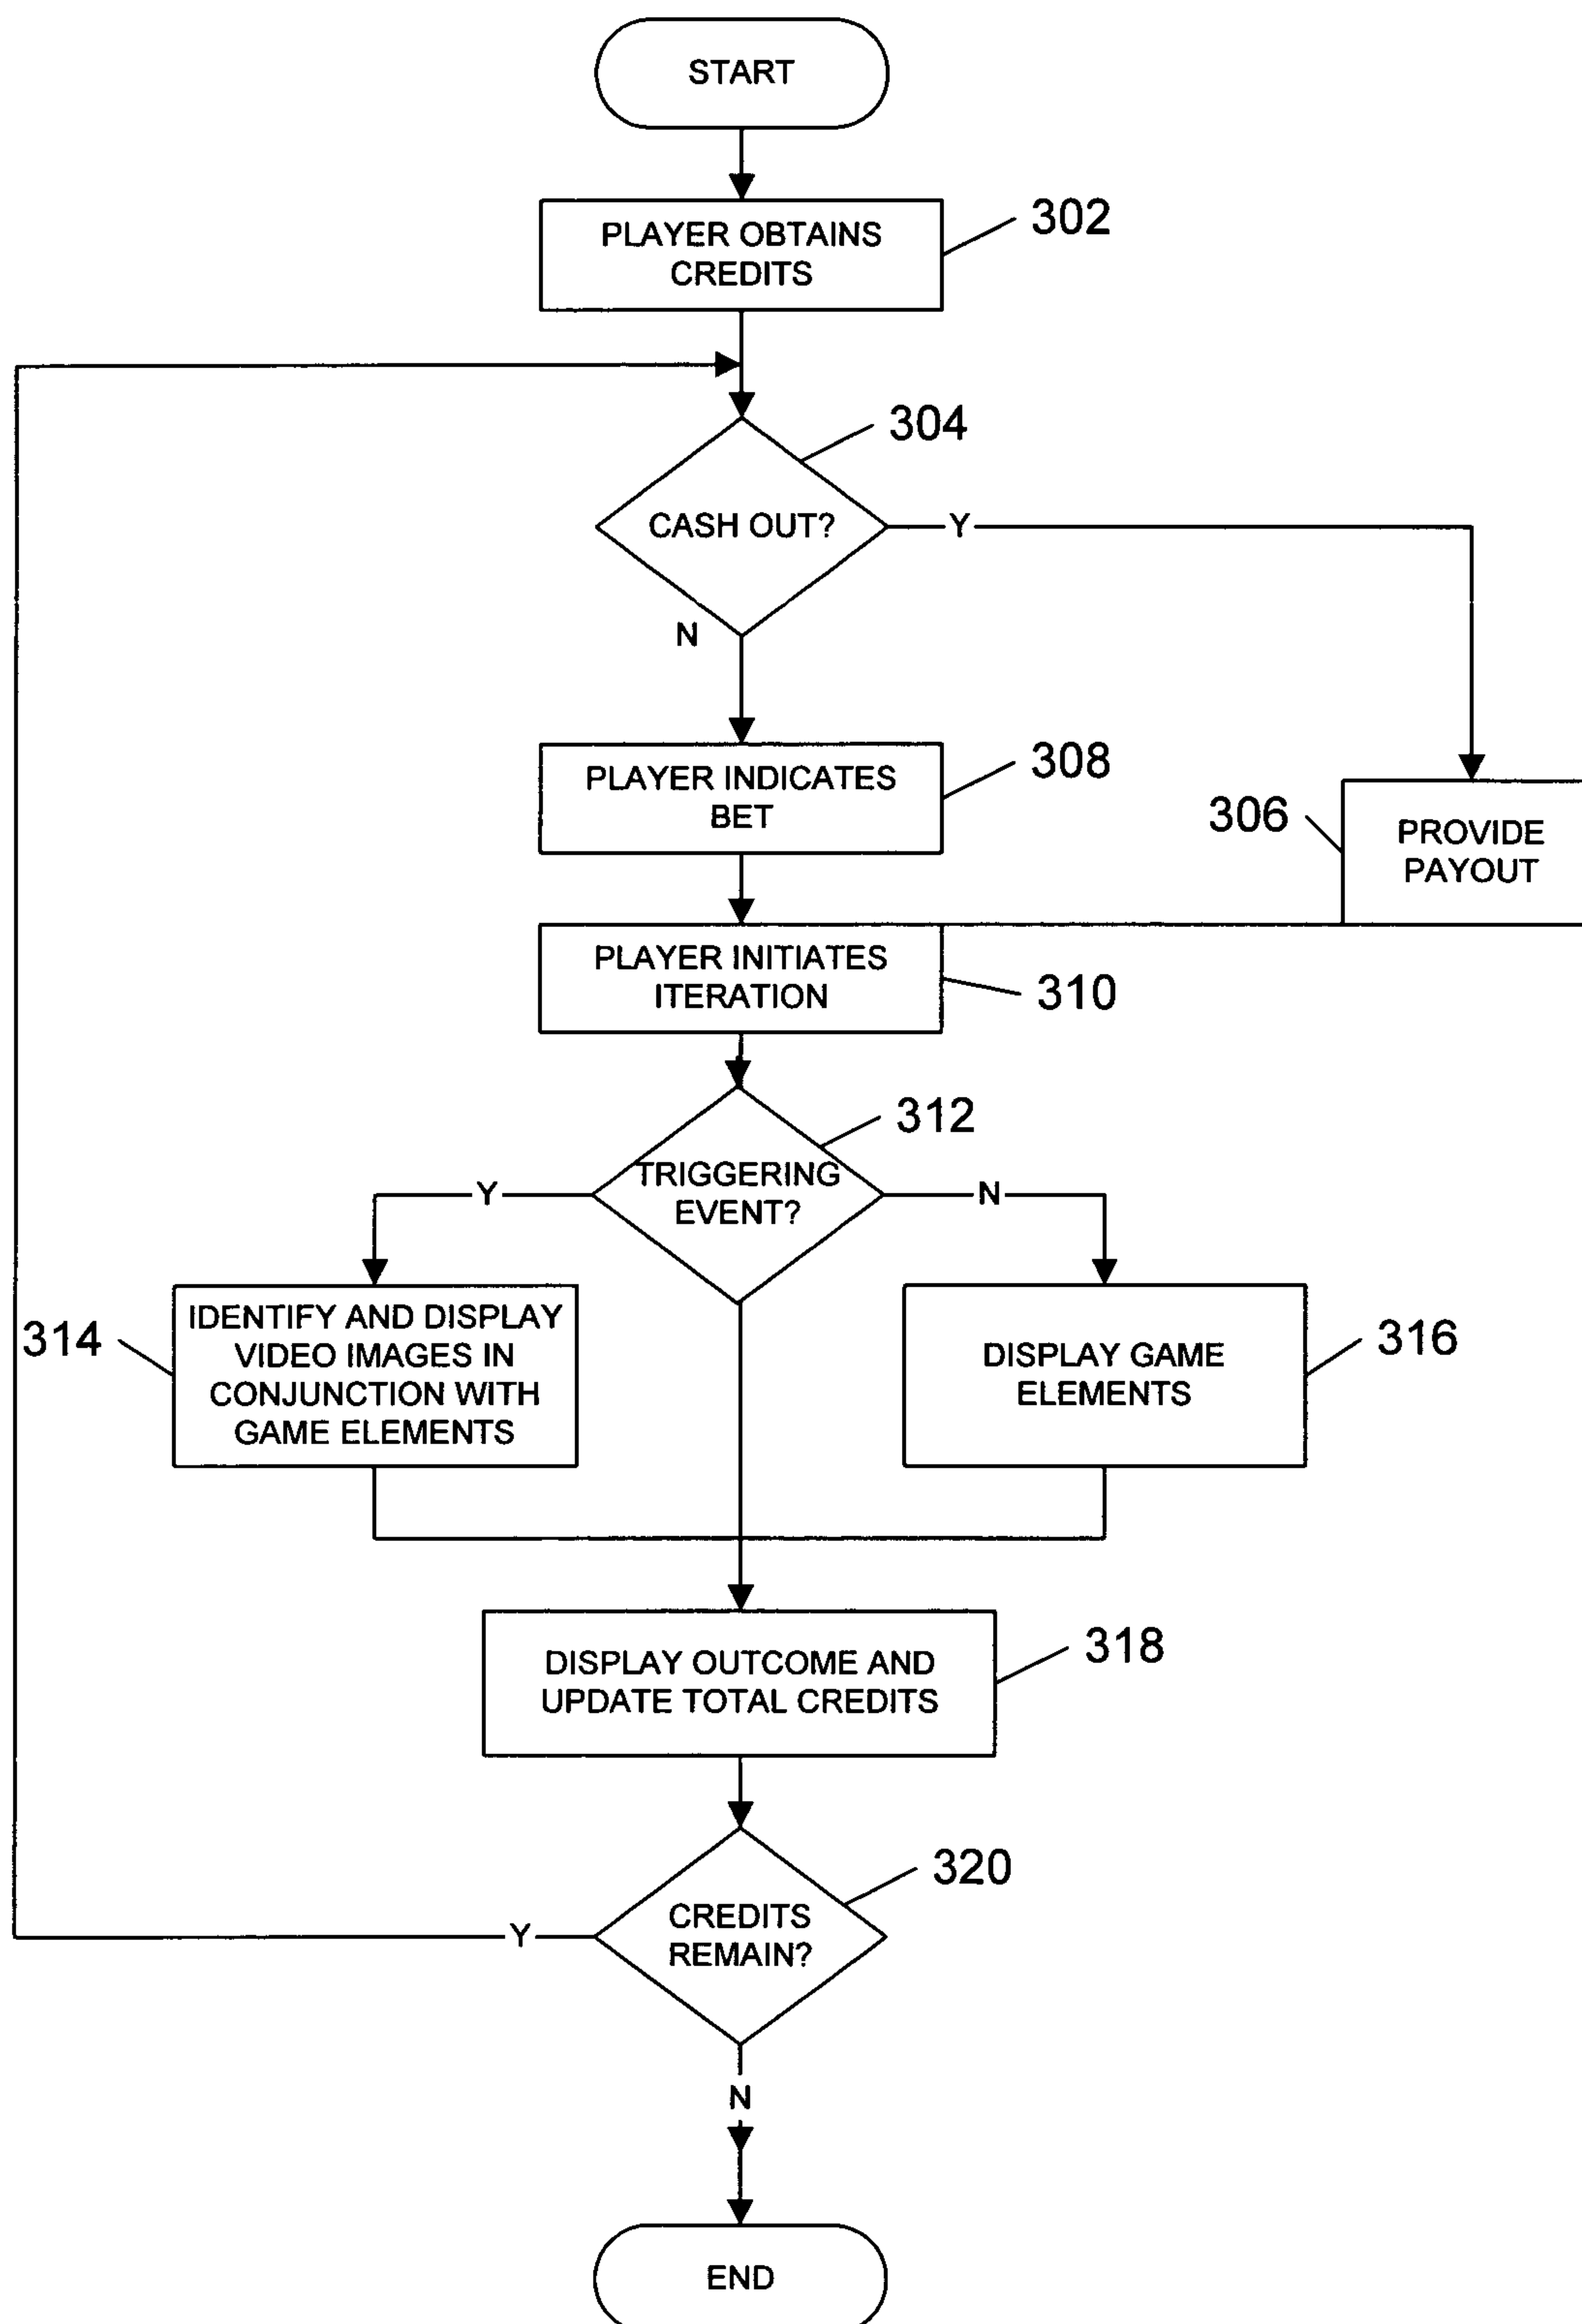 START
PLAYER OBTAINS
CREDITS
302
304
CASH OUT?
Y
N
PLAYER INDICATES
BET
308
306
PROVIDE
PAYOUT
PLAYER INITIATES
ITERATION
310
312
TRIGGERING
EVENT?
Y
N
314
IDENTIFY AND DISPLAY
VIDEO IMAGES IN
CONJUNCTION WITH
GAME ELEMENTS
DISPLAY GAME
ELEMENTS
316
DISPLAY OUTCOME AND
UPDATE TOTAL CREDITS
318
320
CREDITS
REMAIN?
Y
N
END